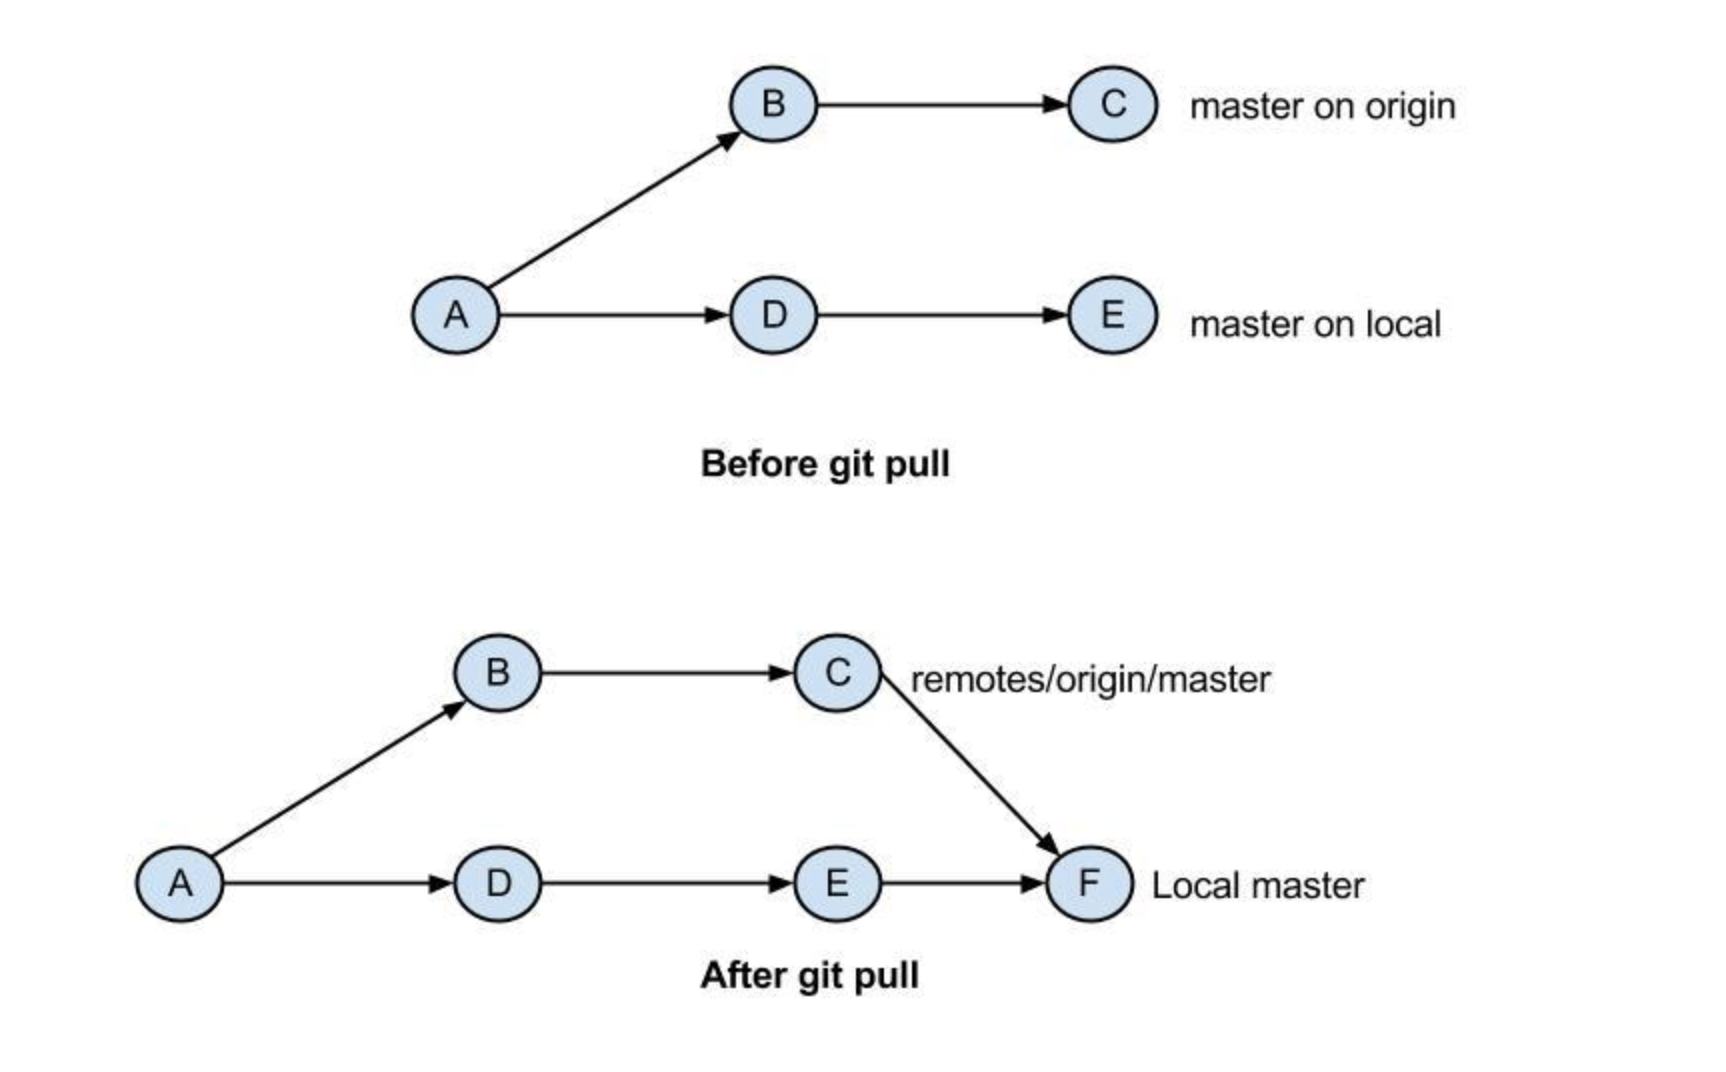 B
C
master on origin
A
D
E
master on local
Before git pull
B
C
remotes/origin/master
A
D
E
F
Local master
After git pull